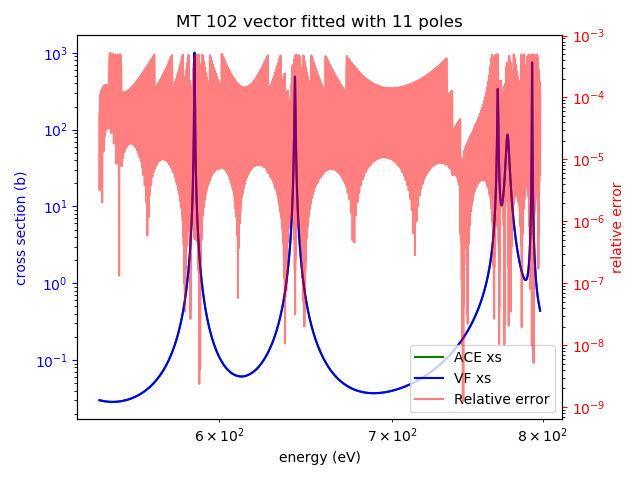 MT 102 vector fitted with 11 poles
cross section (b)
10³
10²
10¹
10⁰
10⁻¹
10⁻³
10⁻⁴
10⁻⁵
10⁻⁶
10⁻⁷
10⁻⁸
10⁻⁹
relative error
ACE xs
VF xs
Relative error
6 × 10² 7 × 10² 8 × 10²
energy (eV)